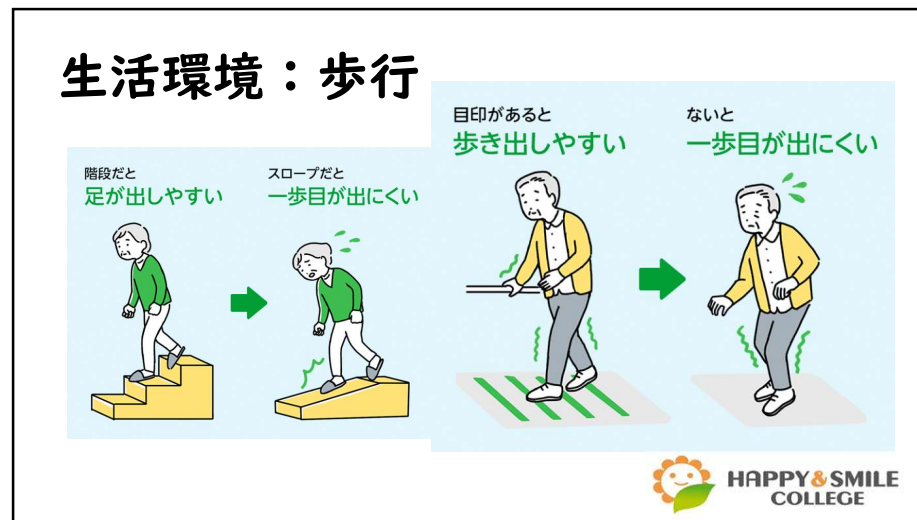 生活環境：歩行
階段だと
足が出しやすい
スロープだと
一歩目が出にくい
目印があると
歩き出しやすい
ないと
一歩目が出にくい
HAPPY&SMILE
COLLEGE